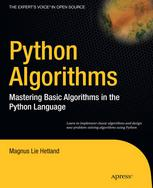 THE EXPERT'S VOICE® IN OPEN SOURCE
Python
Algorithms
Mastering Basic Algorithms in the
Python Language
Learn to implement classic algorithms and design
new problem-solving algorithms using Python
Magnus Lie Hetland
Apress®